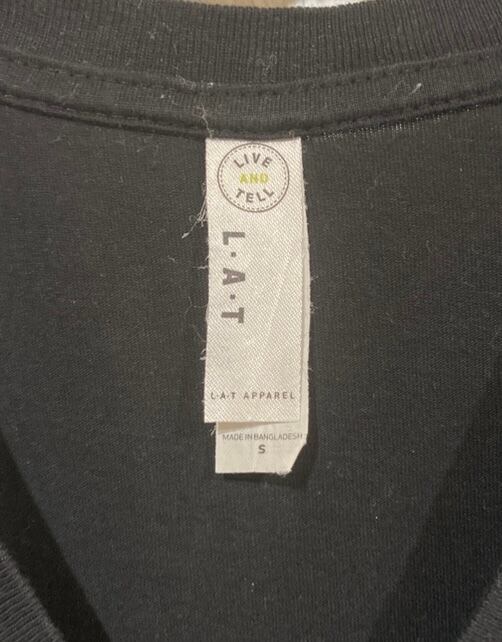 LIVE
AND
TELL
L·A·T
L·A·T APPAREL
MADE IN BANGLADESH
S